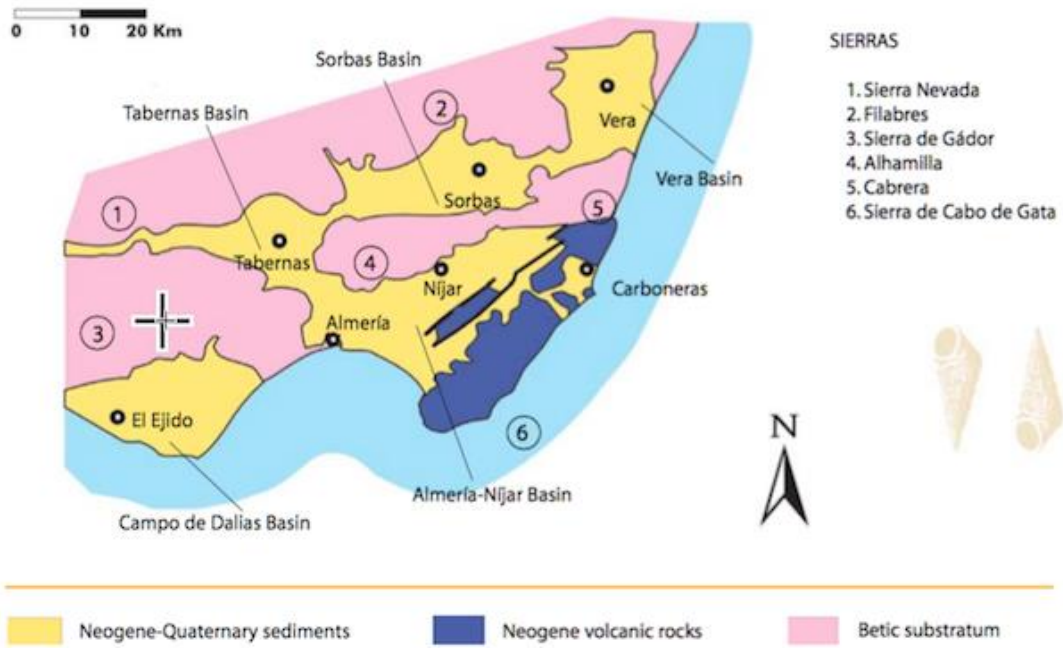 0 10 20 Km
SIERRAS
1. Sierra Nevada
2. Filabres
3. Sierra de Gádor
4. Alhamilla
5. Cabrera
6. Sierra de Cabo de Gata
Sorbas Basin
Tabernas Basin
2
Vera
Vera Basin
Sorbas
1
5
Tabernas
4
Níjar
Carboneras
3
Almería
El Ejido
6
N
Almería-Níjar Basin
Campo de Dalias Basin
Neogene-Quaternary sediments
Neogene volcanic rocks
Betic substratum